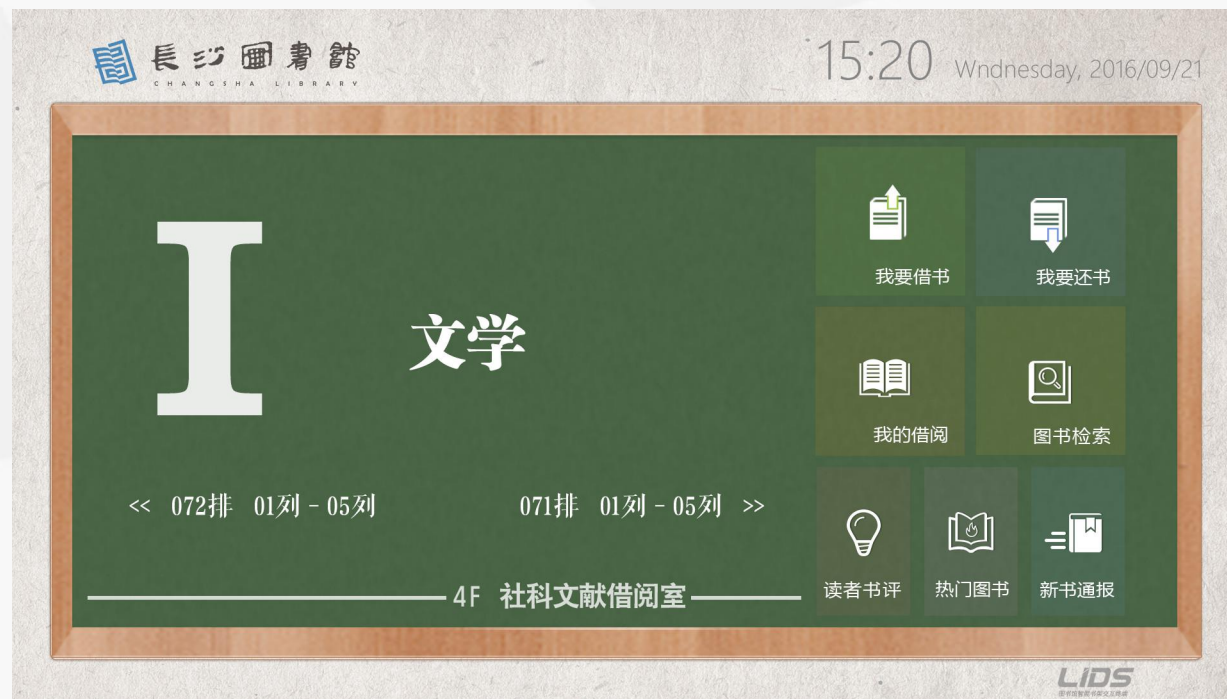 長沙圖書館
CHANGSHA LIBRARY
15:20 Wndnesday, 2016/09/21
I
文学
我要借书 我要还书
我的借阅 图书检索
<< 072排 01列 - 05列 071排 01列 - 05列 >>
读者书评 热门图书 新书通报
4F 社科文献借阅室
LIDS